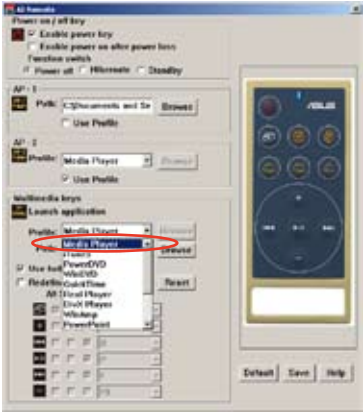 AI Remote
Power on / off key
Enable power key
Enable power on after power loss
Function switch
Power off Hibernate Standby
AP - 1
Path: C:\Documents and Se Browse
Use Profile
AP - 2
Profile: Media Player Browse
Use Profile
Multimedia keys
Launch application
Profile: Media Player Browse
Media Player
iTunes
Browse
PowerDVD
WinDVD
QuickTime
Real Player
DivX Player
WinAmp
PowerPoint
Use
Reset
ASUS
Default Save Help